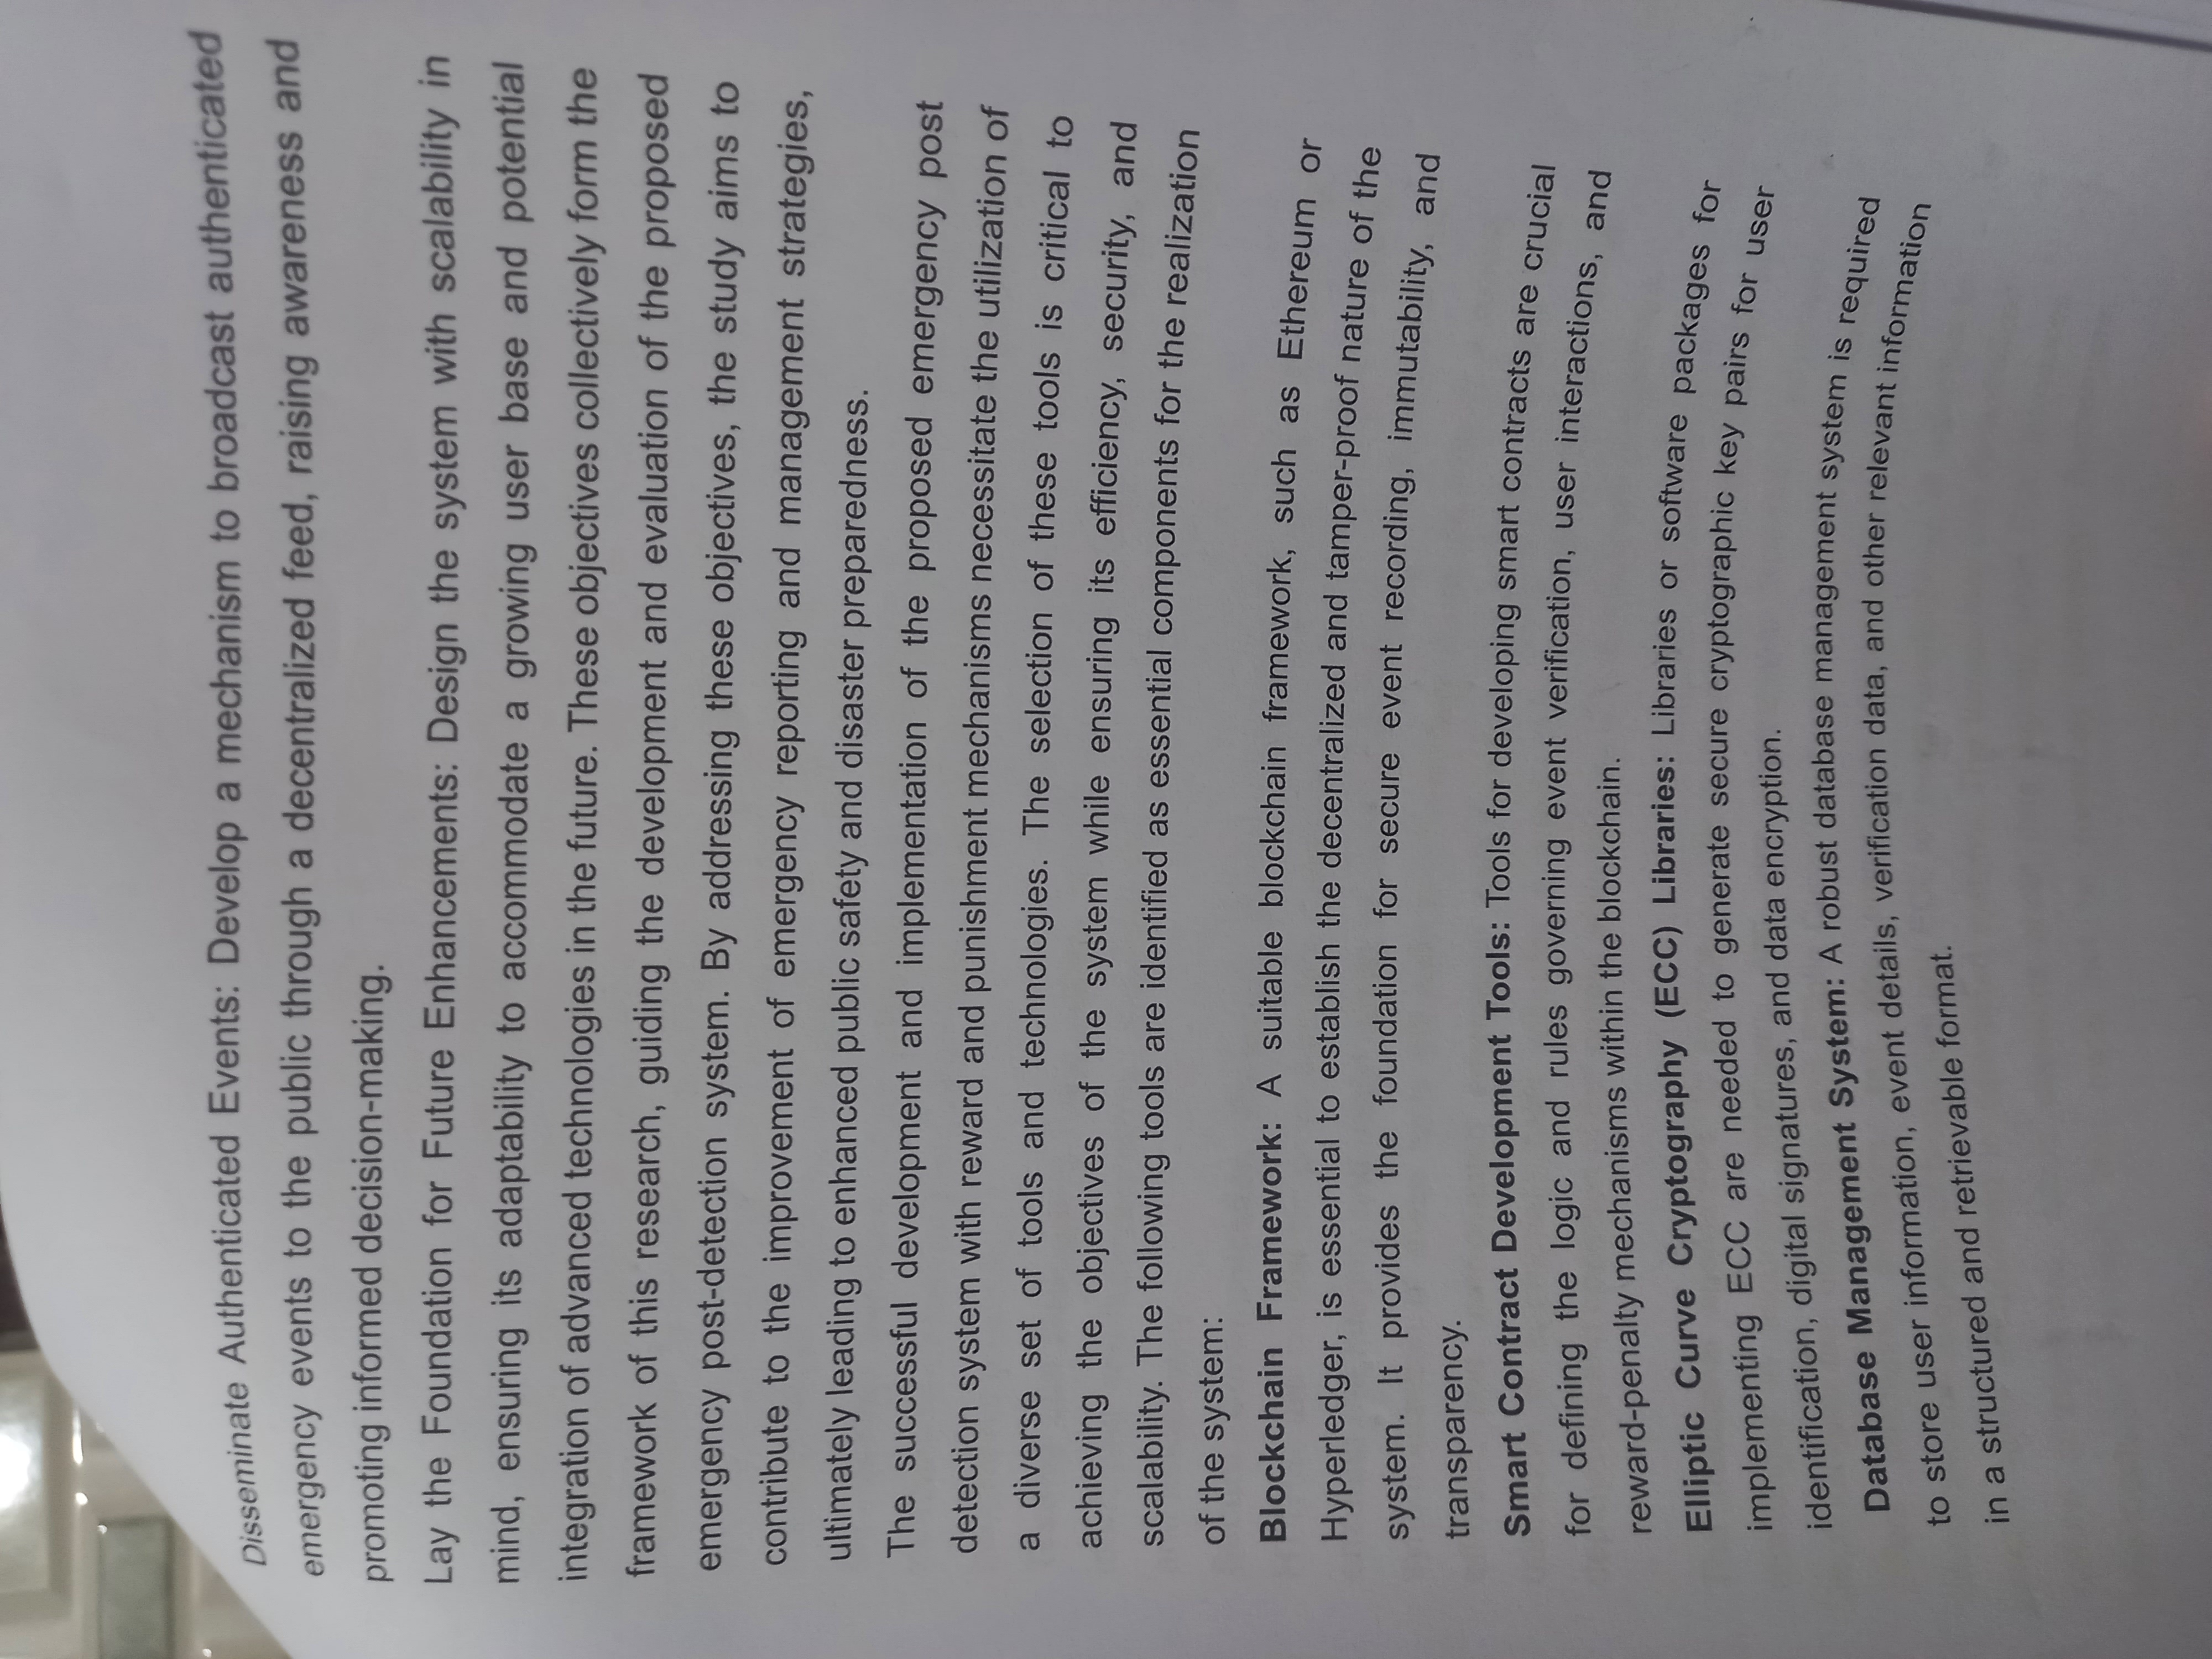 Disseminate Authenticated Events: Develop a mechanism to broadcast authenticated
emergency events to the public through a decentralized feed, raising awareness and
promoting informed decision-making.
Lay the Foundation for Future Enhancements: Design the system with scalability in
mind, ensuring its adaptability to accommodate a growing user base and potential
integration of advanced technologies in the future. These objectives collectively form the
framework of this research, guiding the development and evaluation of the proposed
emergency post-detection system. By addressing these objectives, the study aims to
contribute to the improvement of emergency reporting and management strategies,
ultimately leading to enhanced public safety and disaster preparedness.
The successful development and implementation of the proposed emergency post
detection system with reward and punishment mechanisms necessitate the utilization of
a diverse set of tools and technologies. The selection of these tools is critical to
achieving the objectives of the system while ensuring its efficiency, security, and
scalability. The following tools are identified as essential components for the realization
of the system:
Blockchain Framework: A suitable blockchain framework, such as Ethereum or
Hyperledger, is essential to establish the decentralized and tamper-proof nature of the
system. It provides the foundation for secure event recording, immutability, and
transparency.
Smart Contract Development Tools: Tools for developing smart contracts are crucial
for defining the logic and rules governing event verification, user interactions, and
reward-penalty mechanisms within the blockchain.
Elliptic Curve Cryptography (ECC) Libraries: Libraries or software packages for
implementing ECC are needed to generate secure cryptographic key pairs for user
identification, digital signatures, and data encryption.
Database Management System: A robust database management system is required
to store user information, event details, verification data, and other relevant information
in a structured and retrievable format.